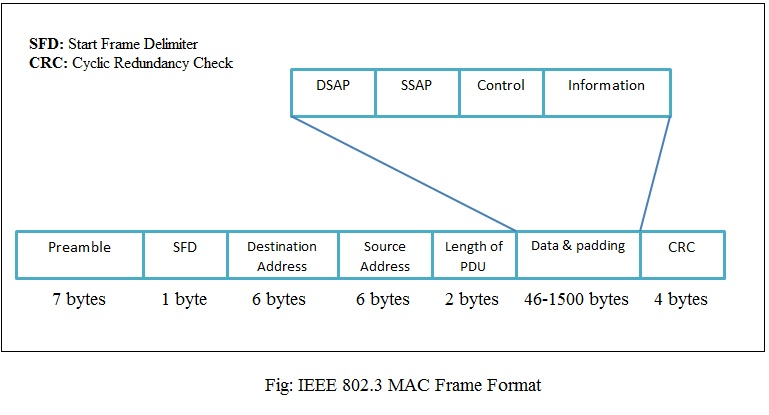 SFD: Start Frame Delimiter
CRC: Cyclic Redundancy Check
DSAP SSAP Control Information
Preamble SFD Destination Address Source Address Length of PDU Data & padding CRC
7 bytes 1 byte 6 bytes 6 bytes 2 bytes 46-1500 bytes 4 bytes
Fig: IEEE 802.3 MAC Frame Format